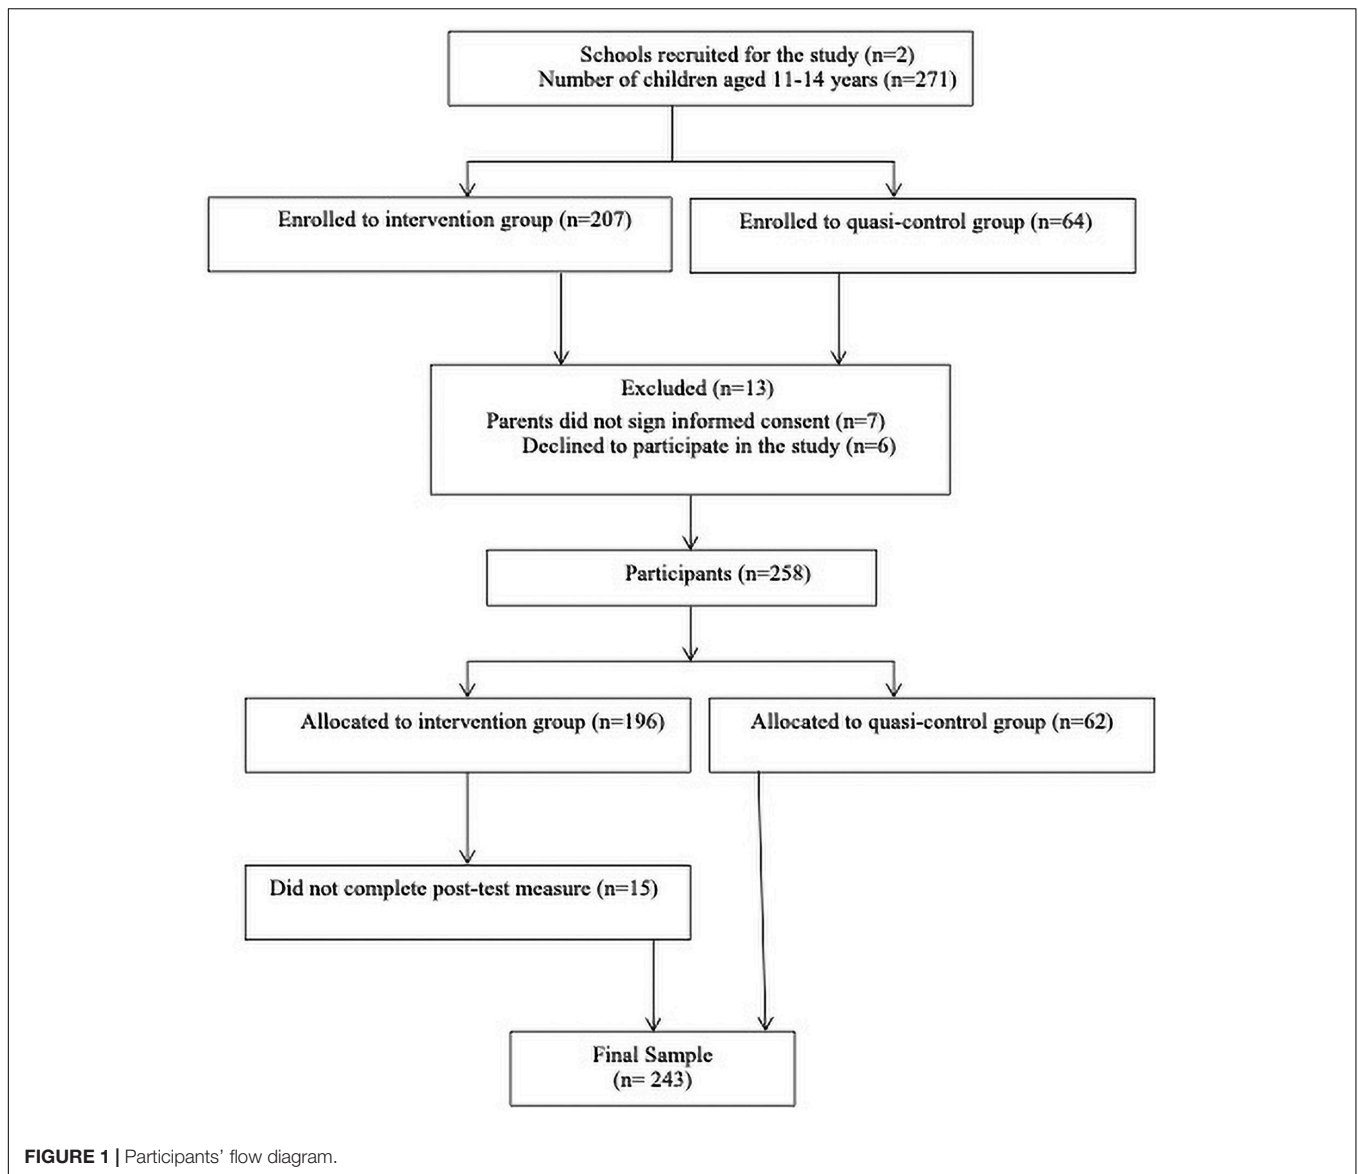 Schools recruited for the study (n=2)
Number of children aged 11-14 years (n=271)
Enrolled to intervention group (n=207)
Enrolled to quasi-control group (n=64)
Excluded (n=13)
Parents did not sign informed consent (n=7)
Declined to participate in the study (n=6)
Participants (n=258)
Allocated to intervention group (n=196)
Allocated to quasi-control group (n=62)
Did not complete post-test measure (n=15)
Final Sample
(n= 243)
FIGURE 1 | Participants’ flow diagram.